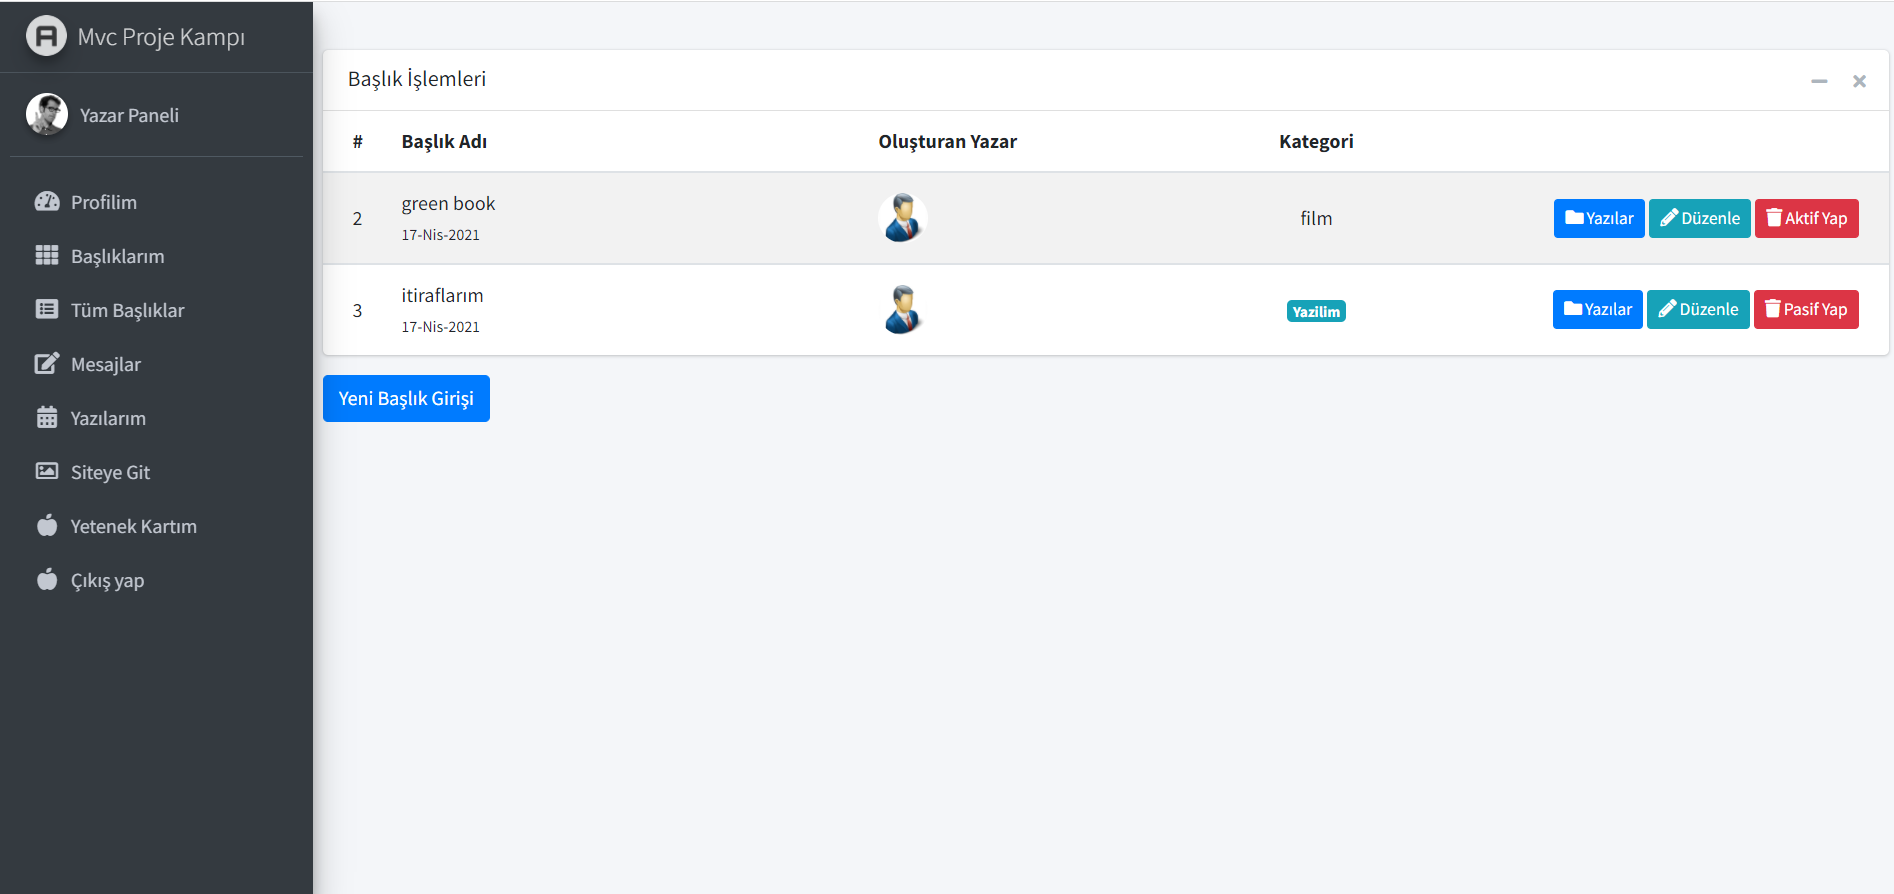 Mvc Proje Kampı
Yazar Paneli
Profilim
Başlıklarım
Tüm Başlıklar
Mesajlar
Yazılarım
Siteye Git
Yetenek Kartım
Çıkış yap
Başlık İşlemleri
# Başlık Adı Oluşturan Yazar Kategori
2 green book film Yazılar Düzenle Aktif Yap
17-Nis-2021
3 itiraflarım Yazilim Yazılar Düzenle Pasif Yap
17-Nis-2021
Yeni Başlık Girişi